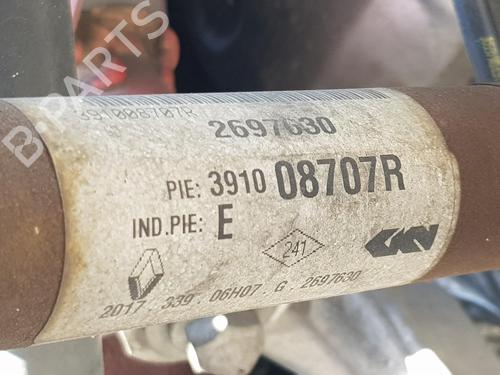 B-PARTS
391008707R
2697630
PIE: 3910 08707R
IND.PIE: E
241
GKN
2017 . 339 . 06H07 . G . 2697630